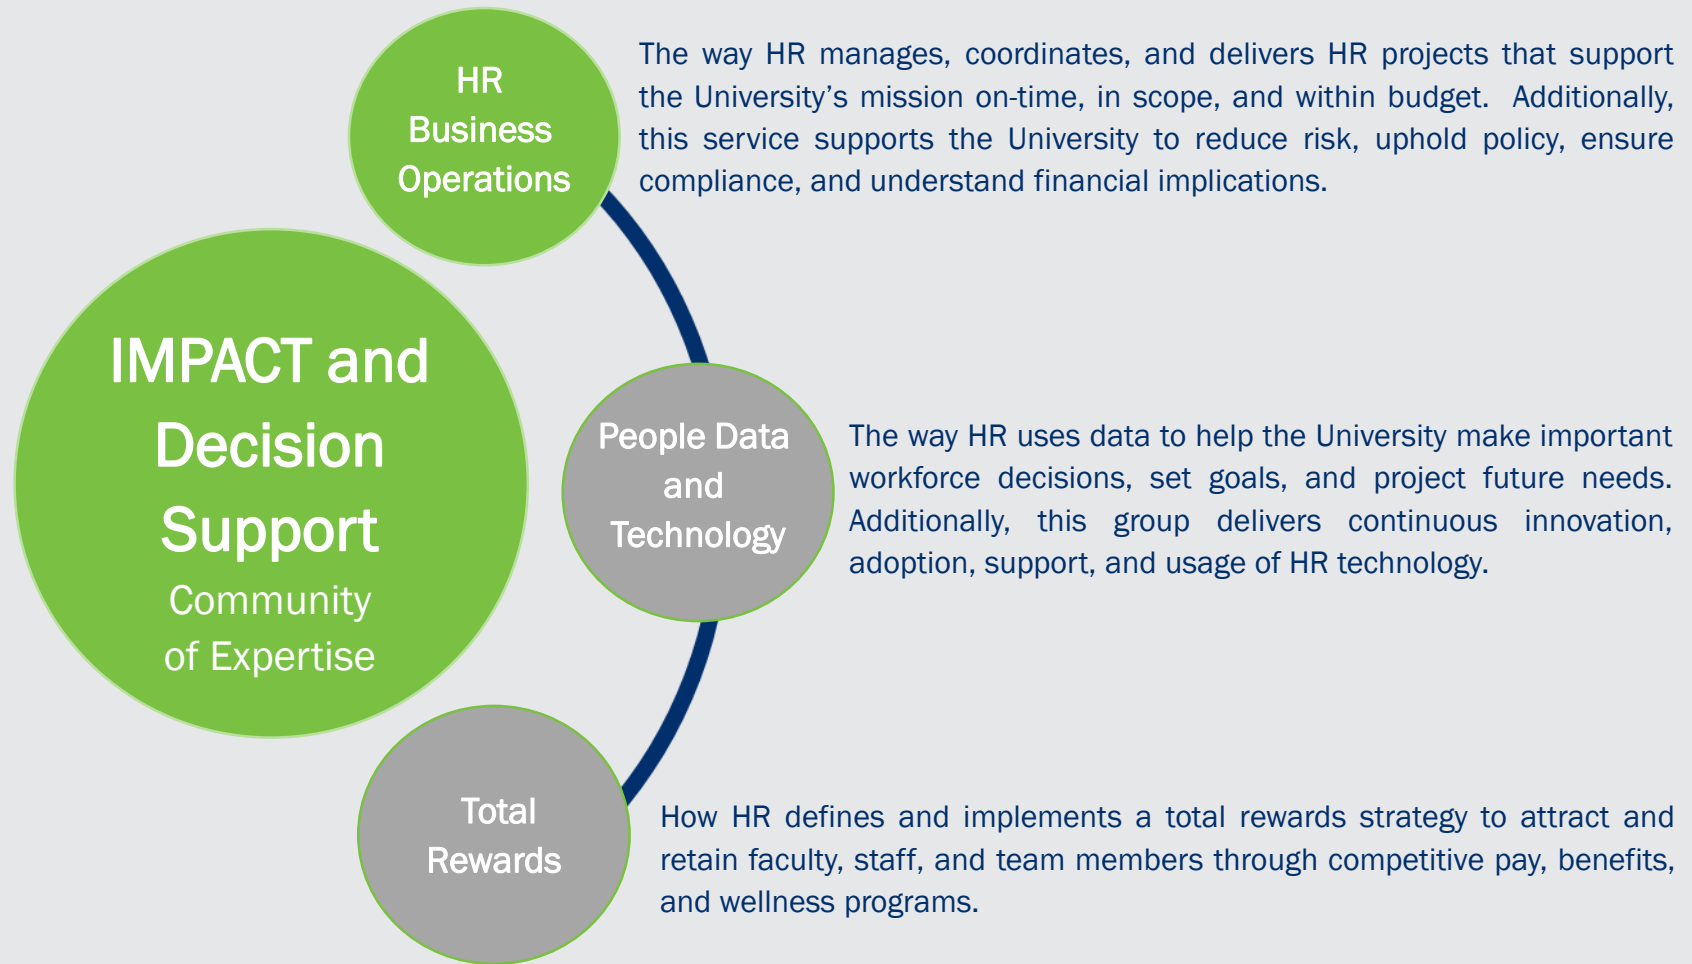 HR
Business
Operations
The way HR manages, coordinates, and delivers HR projects that support
the University’s mission on-time, in scope, and within budget.  Additionally,
this service supports the University to reduce risk, uphold policy, ensure
compliance, and understand financial implications.
IMPACT and
Decision
Support
Community
of Expertise
People Data
and
Technology
The way HR uses data to help the University make important
workforce decisions, set goals, and project future needs.
Additionally, this group delivers continuous innovation,
adoption, support, and usage of HR technology.
Total
Rewards
How HR defines and implements a total rewards strategy to attract and
retain faculty, staff, and team members through competitive pay, benefits,
and wellness programs.